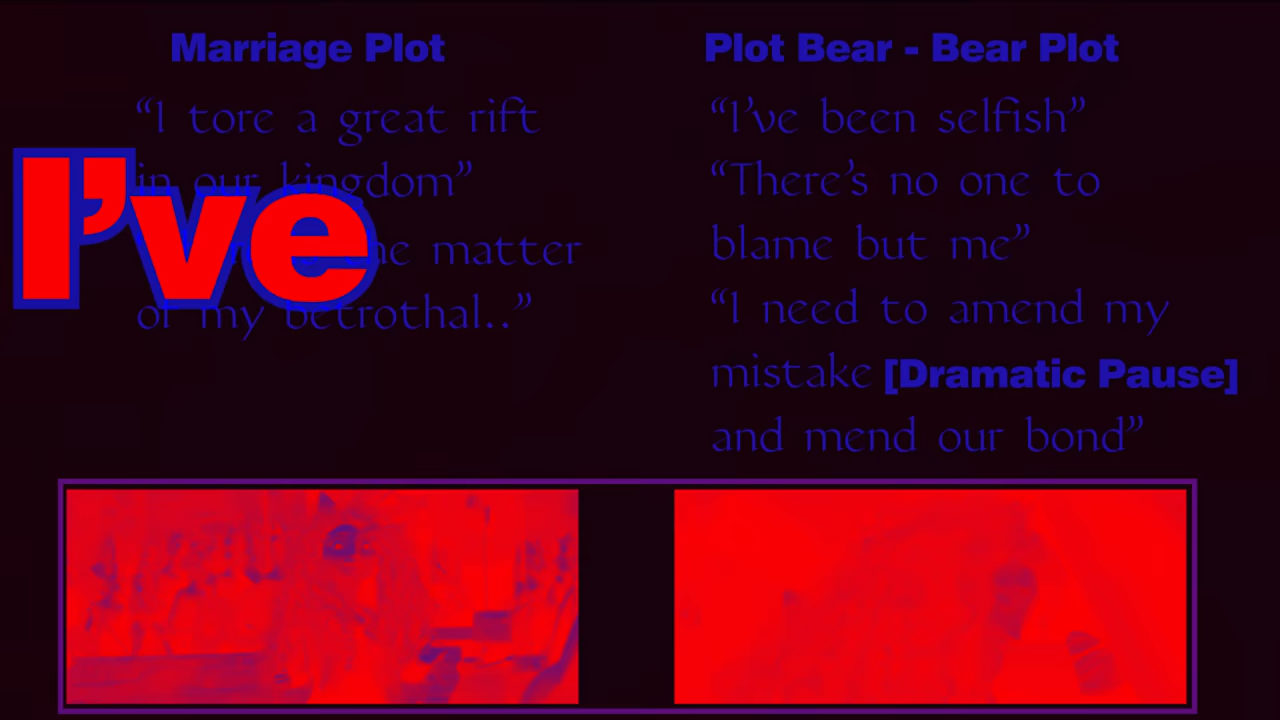 Marriage Plot
“I tore a great rift
in our kingdom”
matter
of my betrothal..”
I’ve
Plot Bear - Bear Plot
“I’ve been selfish”
“There’s no one to
blame but me”
“I need to amend my
mistake [Dramatic Pause]
and mend our bond”